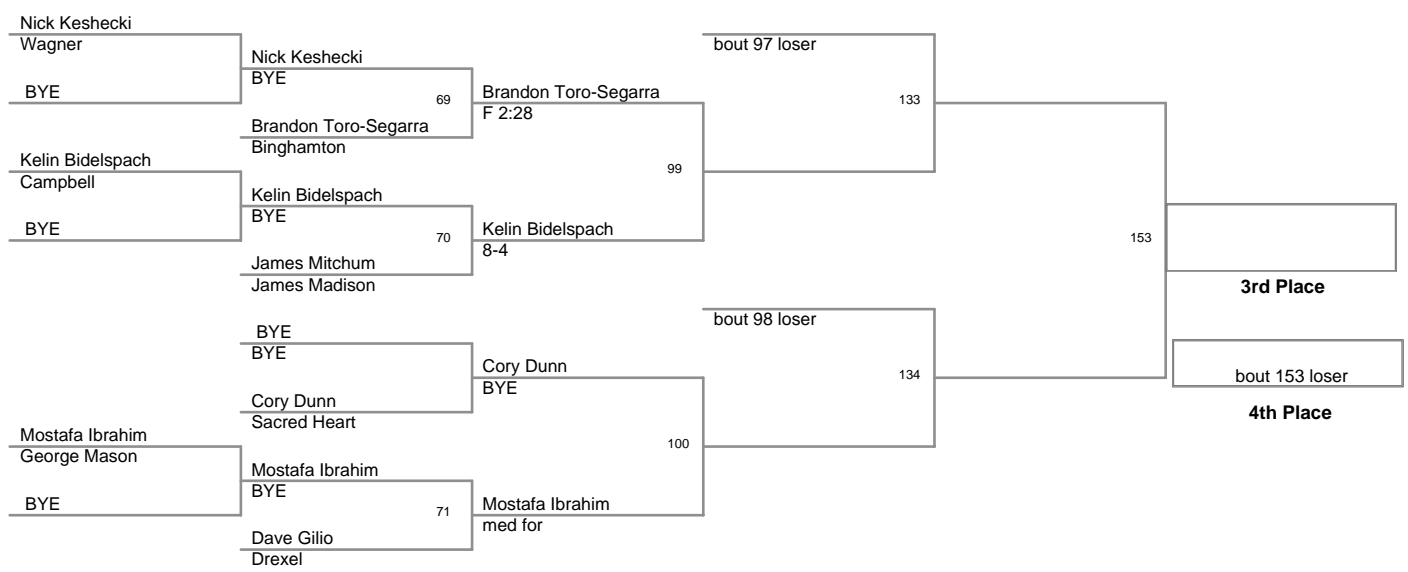 Nick Keshecki
Wagner
BYE
Kelin Bidelspach
Campbell
BYE
Mostafa Ibrahim
George Mason
BYE
Nick Keshecki
BYE
69
Brandon Toro-Segarra
Binghamton
Kelin Bidelspach
BYE
70
James Mitchum
James Madison
BYE
BYE
Cory Dunn
Sacred Heart
Mostafa Ibrahim
BYE
71
Dave Gilio
Drexel
Brandon Toro-Segarra
F 2:28
99
Kelin Bidelspach
8-4
Cory Dunn
BYE
100
Mostafa Ibrahim
med for
bout 97 loser
133
bout 98 loser
134
153
3rd Place
bout 153 loser
4th Place